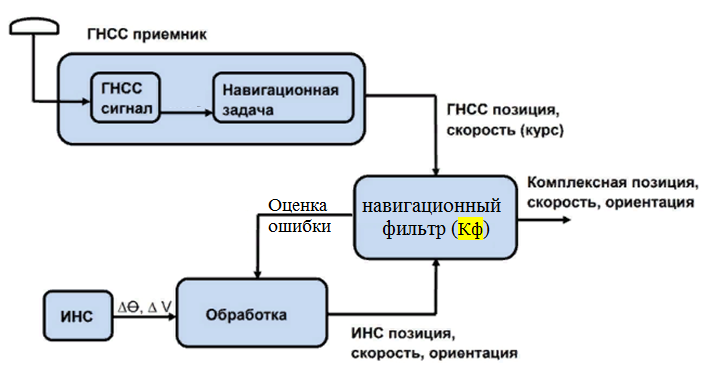 ГНСС приемник
ГНСС
сигнал
Навигационная
задача
ГНСС позиция,
скорость (курс)
Комплексная позиция,
скорость, ориентация
Оценка
ошибки
навигационный
фильтр (Кф)
ИНС
ΔΘ, Δ V
Обработка
ИНС позиция,
скорость, ориентация